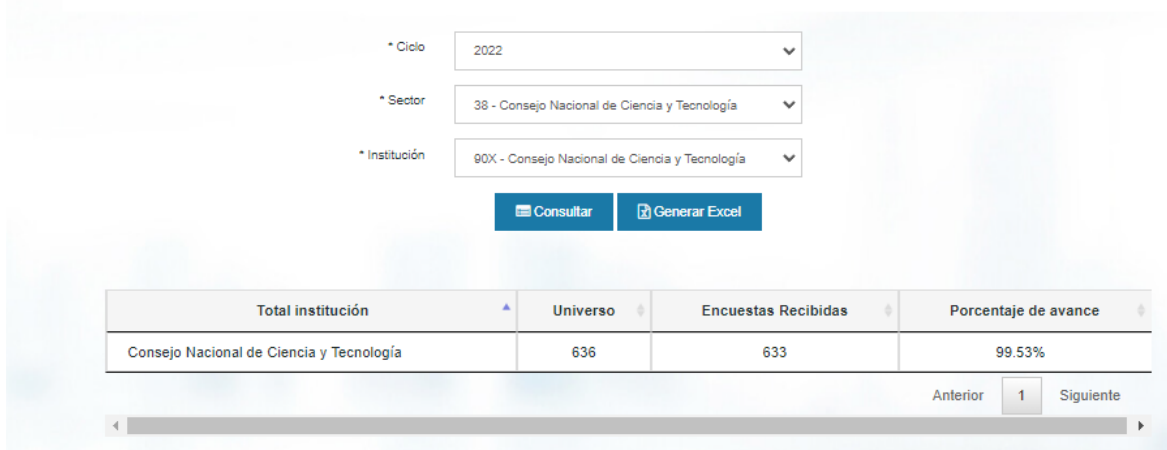 * Ciclo 2022
* Sector 38 - Consejo Nacional de Ciencia y Tecnología
* Institución 90X - Consejo Nacional de Ciencia y Tecnología
Consultar Generar Excel
Total institución Universo Encuestas Recibidas Porcentaje de avance
Consejo Nacional de Ciencia y Tecnología 636 633 99.53%
Anterior 1 Siguiente